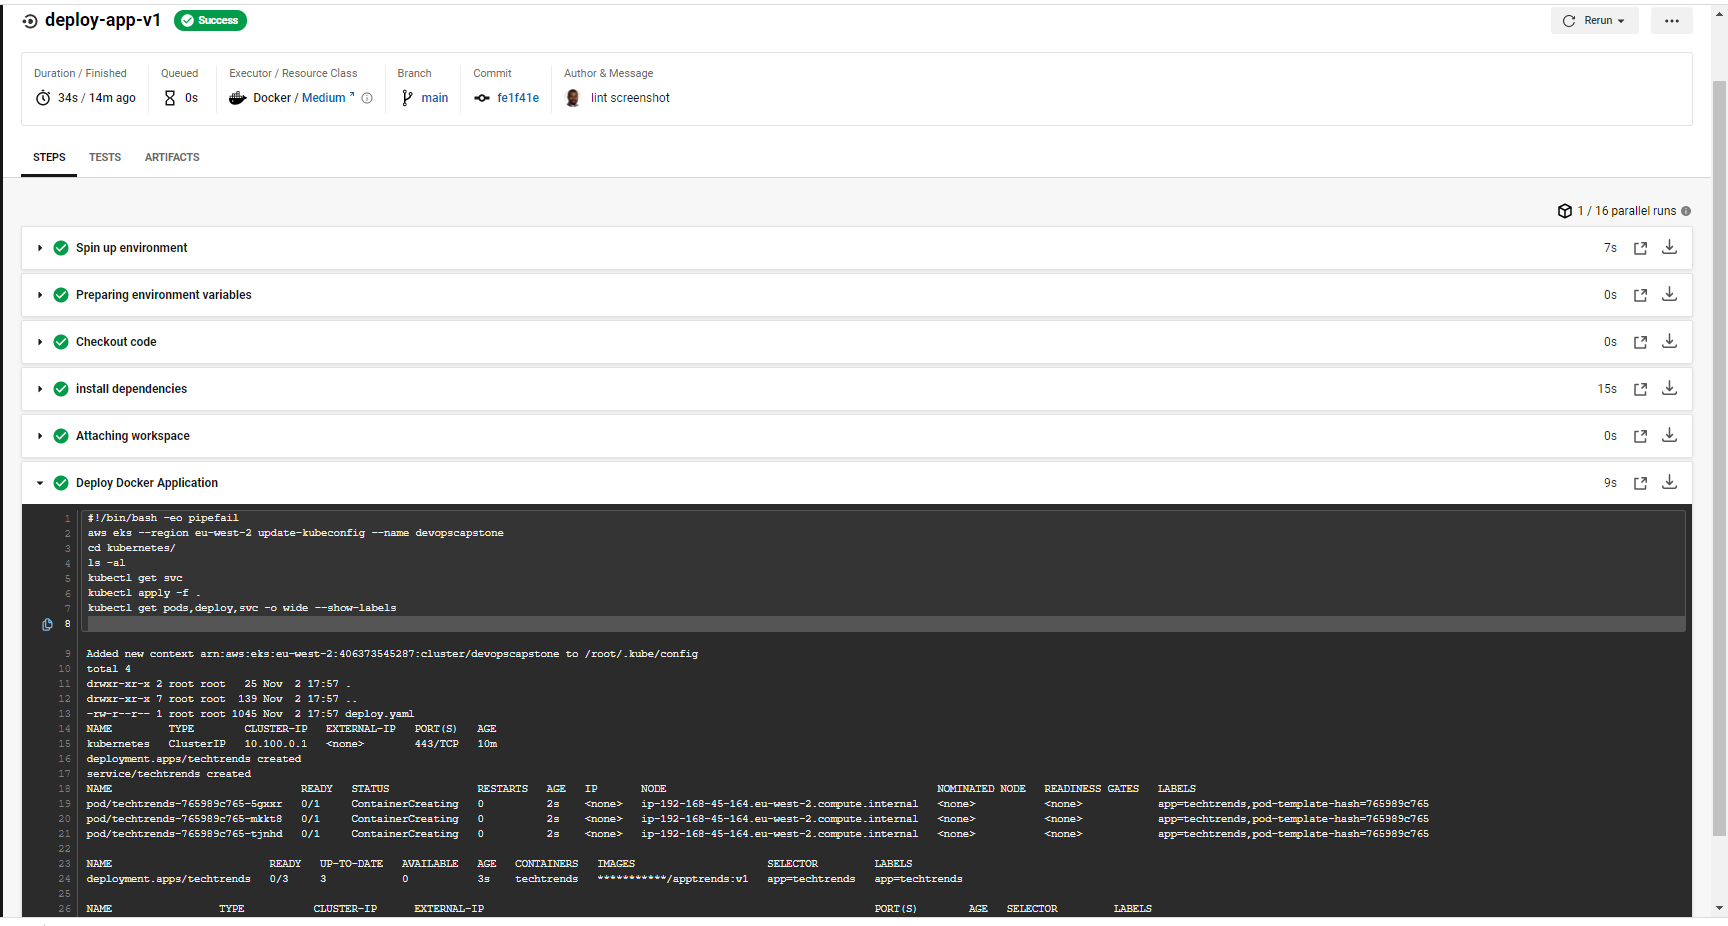 deploy-app-v1 Success Rerun
Duration / Finished Queued Executor / Resource Class Branch Commit Author & Message
34s / 14m ago 0s Docker / Medium main fe1f41e lint screenshot
STEPS TESTS ARTIFACTS
1 / 16 parallel runs
Spin up environment 7s
Preparing environment variables 0s
Checkout code 0s
install dependencies 15s
Attaching workspace 0s
Deploy Docker Application 9s
1 #!/bin/bash -eo pipefail
2 aws eks --region eu-west-2 update-kubeconfig --name devopscapstone
3 cd kubernetes/
4 ls -al
5 kubectl get svc
6 kubectl apply -f .
7 kubectl get pods,deploy,svc -o wide --show-labels
8
9 Added new context arn:aws:eks:eu-west-2:406373545287:cluster/devopscapstone to /root/.kube/config
10 total 4
11 drwxr-xr-x 2 root root 25 Nov 2 17:57 .
12 drwxr-xr-x 7 root root 139 Nov 2 17:57 ..
13 -rw-r--r-- 1 root root 1045 Nov 2 17:57 deploy.yaml
14 NAME TYPE CLUSTER-IP EXTERNAL-IP PORT(S) AGE
15 kubernetes ClusterIP 10.100.0.1 <none> 443/TCP 10m
16 deployment.apps/techtrends created
17 service/techtrends created
18 NAME READY STATUS RESTARTS AGE IP NODE NOMINATED NODE READINESS GATES LABELS
19 pod/techtrends-765989c765-5gxxr 0/1 ContainerCreating 0 2s <none> ip-192-168-45-164.eu-west-2.compute.internal <none> <none> app=techtrends,pod-template-hash=765989c765
20 pod/techtrends-765989c765-mkkt8 0/1 ContainerCreating 0 2s <none> ip-192-168-45-164.eu-west-2.compute.internal <none> <none> app=techtrends,pod-template-hash=765989c765
21 pod/techtrends-765989c765-tjnhd 0/1 ContainerCreating 0 2s <none> ip-192-168-45-164.eu-west-2.compute.internal <none> <none> app=techtrends,pod-template-hash=765989c765
22
23 NAME READY UP-TO-DATE AVAILABLE AGE CONTAINERS IMAGES SELECTOR LABELS
24 deployment.apps/techtrends 0/3 3 0 3s techtrends ***********/apptrends:v1 app=techtrends app=techtrends
25
26 NAME TYPE CLUSTER-IP EXTERNAL-IP PORT(S) AGE SELECTOR LABELS